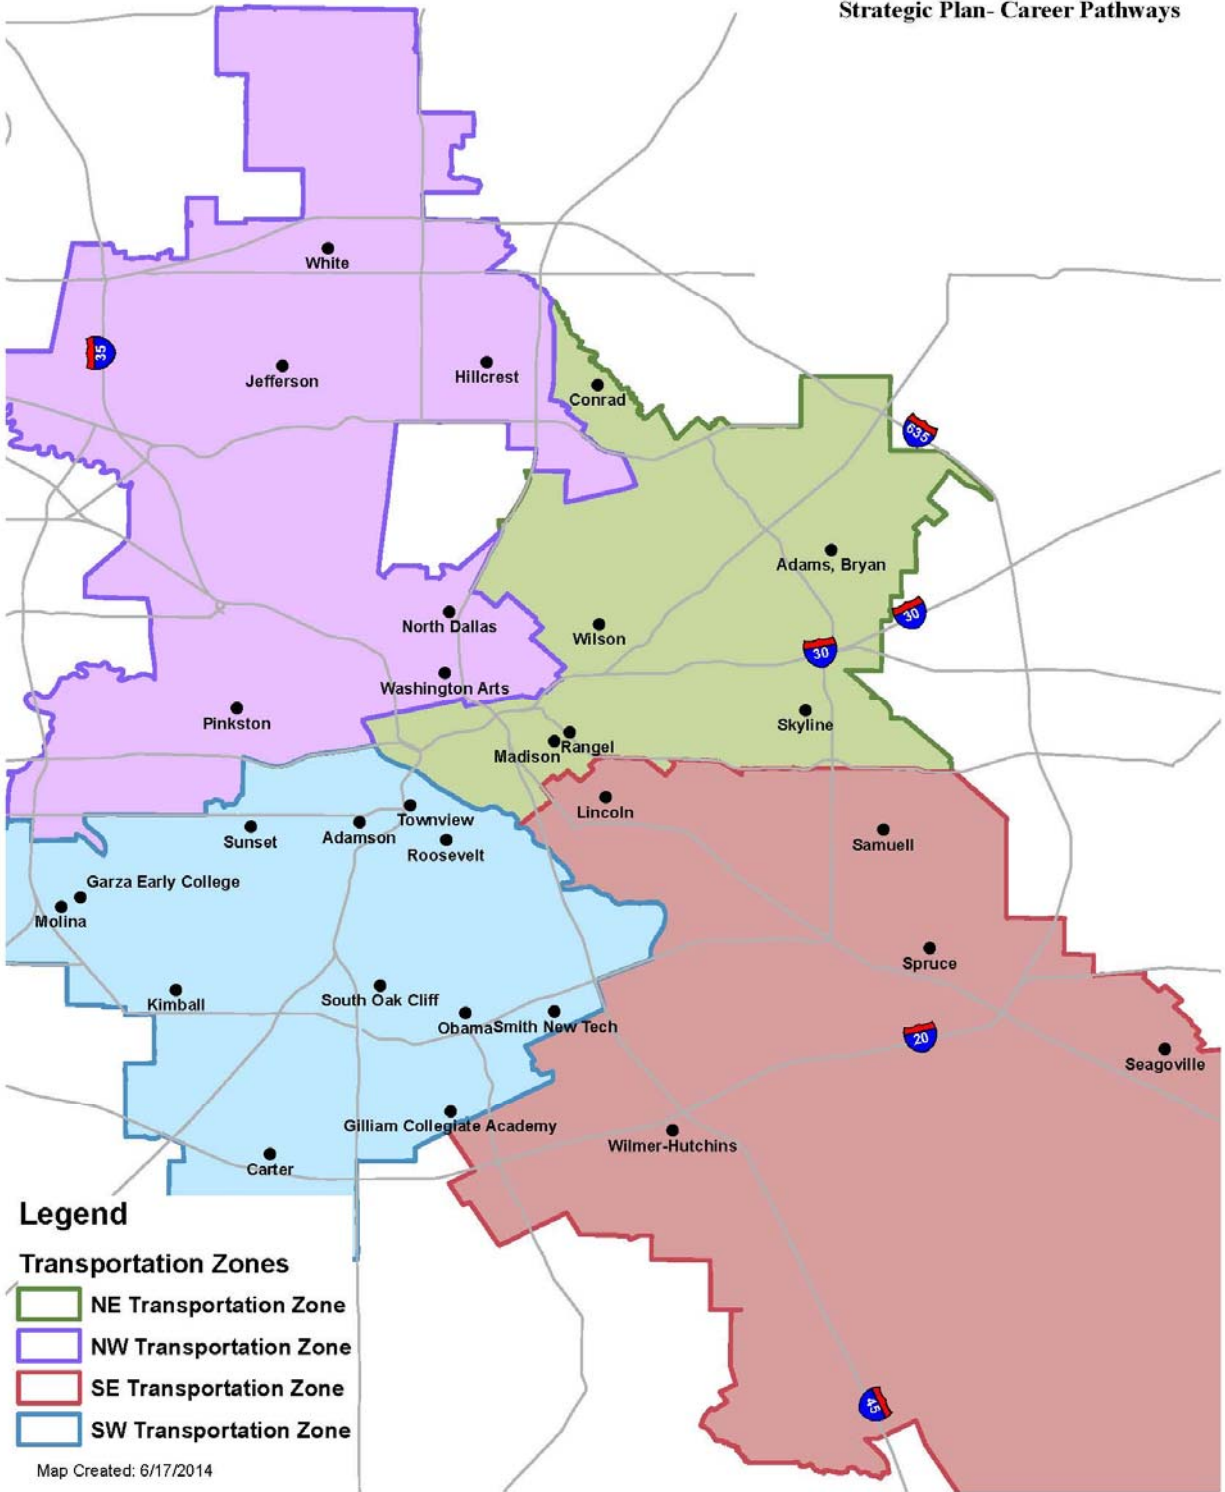 Strategic Plan- Career Pathways
White
35
Jefferson
Hillcrest
Conrad
635
Adams, Bryan
30
North Dallas
Wilson
30
Washington Arts
Pinkston
Skyline
Rangel
Madison
Lincoln
Townview
Sunset
Adamson
Samuell
Roosevelt
Garza Early College
Molina
Spruce
Kimball
South Oak Cliff
Obama
Smith New Tech
20
Seagoville
Gilliam Collegiate Academy
Wilmer-Hutchins
Carter
45
Legend
Transportation Zones
NE Transportation Zone
NW Transportation Zone
SE Transportation Zone
SW Transportation Zone
Map Created: 6/17/2014